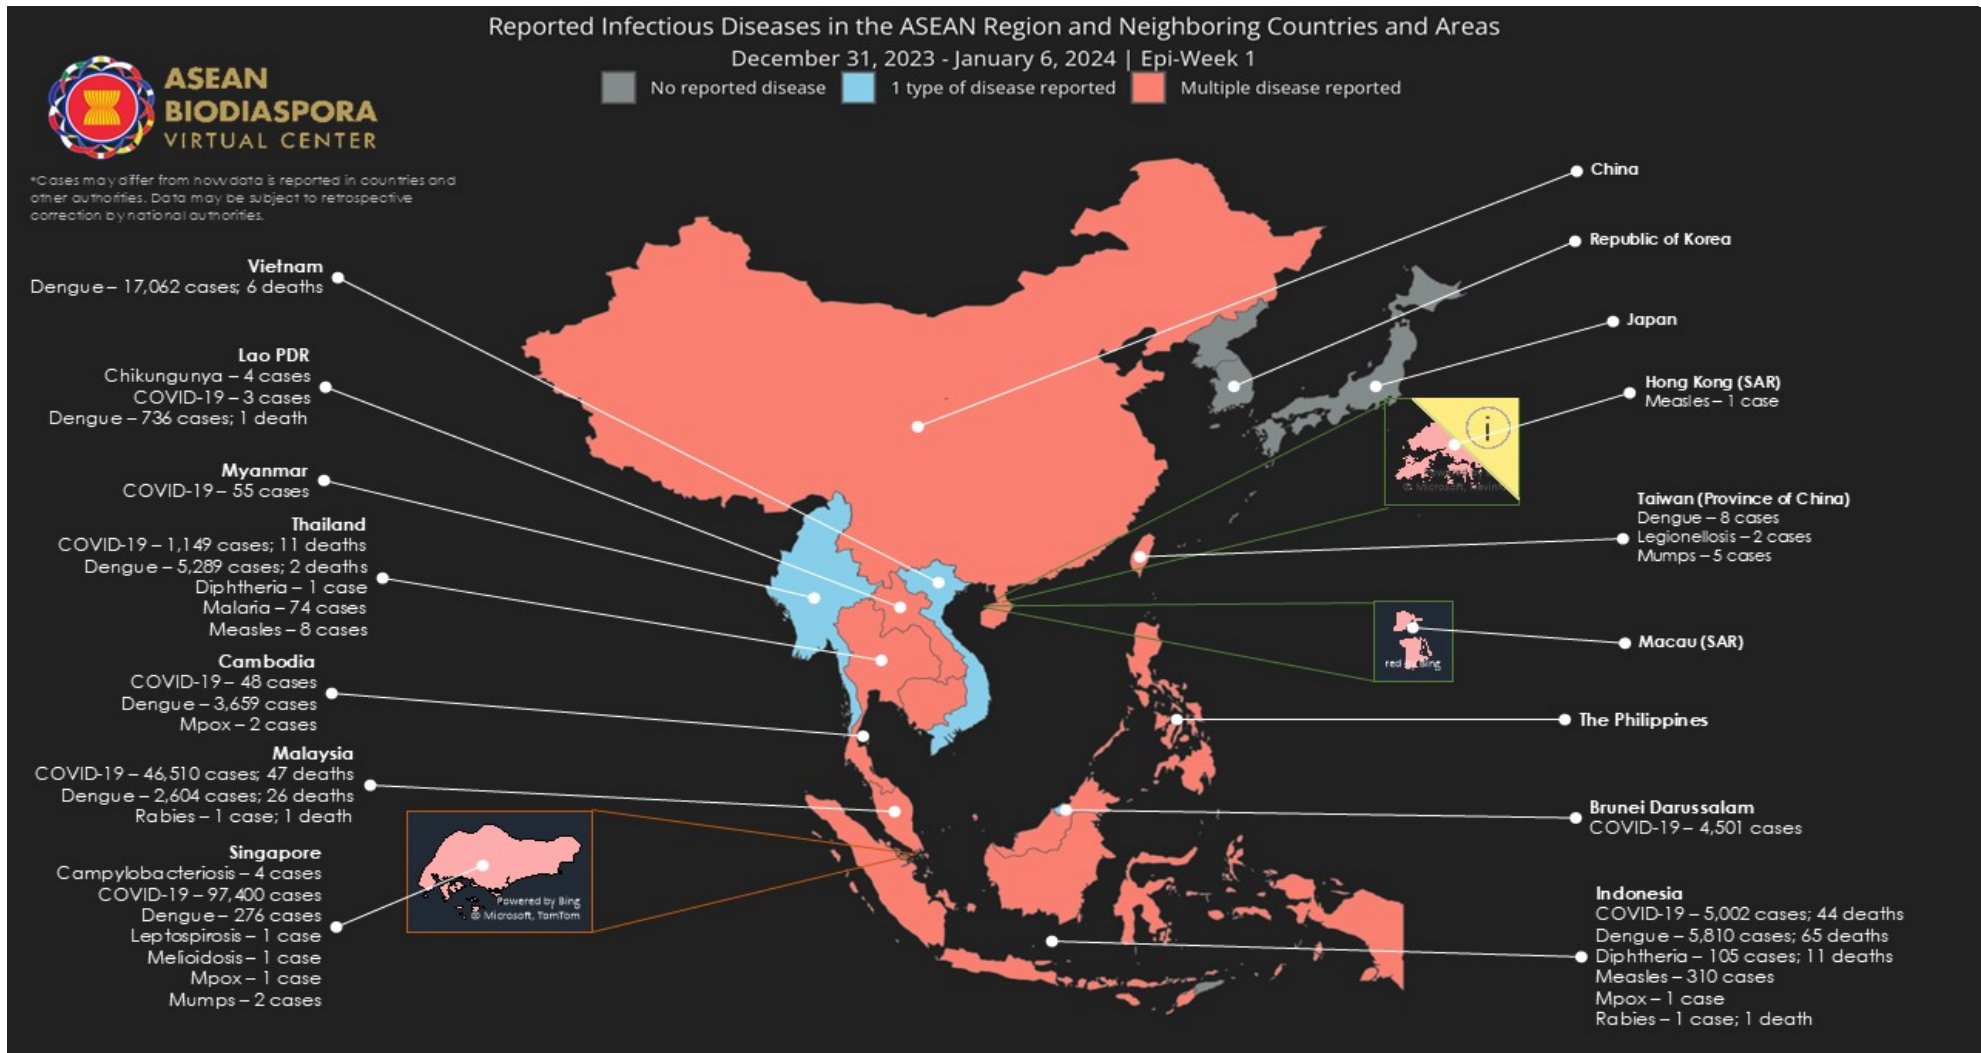 Reported Infectious Diseases in the ASEAN Region and Neighboring Countries and Areas
December 31, 2023 - January 6, 2024 | Epi-Week 1
No reported disease
1 type of disease reported
Multiple disease reported
ASEAN
BIODIASPORA
VIRTUAL CENTER
*Cases may differ from how data is reported in countries and
other authorities. Data may be subject to retrospective
correction by national authorities.
Vietnam
Dengue – 17,062 cases; 6 deaths
Lao PDR
Chikungunya – 4 cases
COVID-19 – 3 cases
Dengue – 736 cases; 1 death
Myanmar
COVID-19 – 55 cases
Thailand
COVID-19 – 1,149 cases; 11 deaths
Dengue – 5,289 cases; 2 deaths
Diphtheria – 1 case
Malaria – 74 cases
Measles – 8 cases
Cambodia
COVID-19 – 48 cases
Dengue – 3,659 cases
Mpox – 2 cases
Malaysia
COVID-19 – 46,510 cases; 47 deaths
Dengue – 2,604 cases; 26 deaths
Rabies – 1 case; 1 death
Singapore
Campylobacteriosis – 4 cases
COVID-19 – 97,400 cases
Dengue – 276 cases
Leptospirosis – 1 case
Melioidosis – 1 case
Mpox – 1 case
Mumps – 2 cases
Powered by Bing
© Microsoft, TomTom
China
Republic of Korea
Japan
Hong Kong (SAR)
Measles – 1 case
i
© Microsoft,
Taiwan (Province of China)
Dengue – 8 cases
Legionellosis – 2 cases
Mumps – 5 cases
Macau (SAR)
red by Bing
The Philippines
Brunei Darussalam
COVID-19 – 4,501 cases
Indonesia
COVID-19 – 5,002 cases; 44 deaths
Dengue – 5,810 cases; 65 deaths
Diphtheria – 105 cases; 11 deaths
Measles – 310 cases
Mpox – 1 case
Rabies – 1 case; 1 death